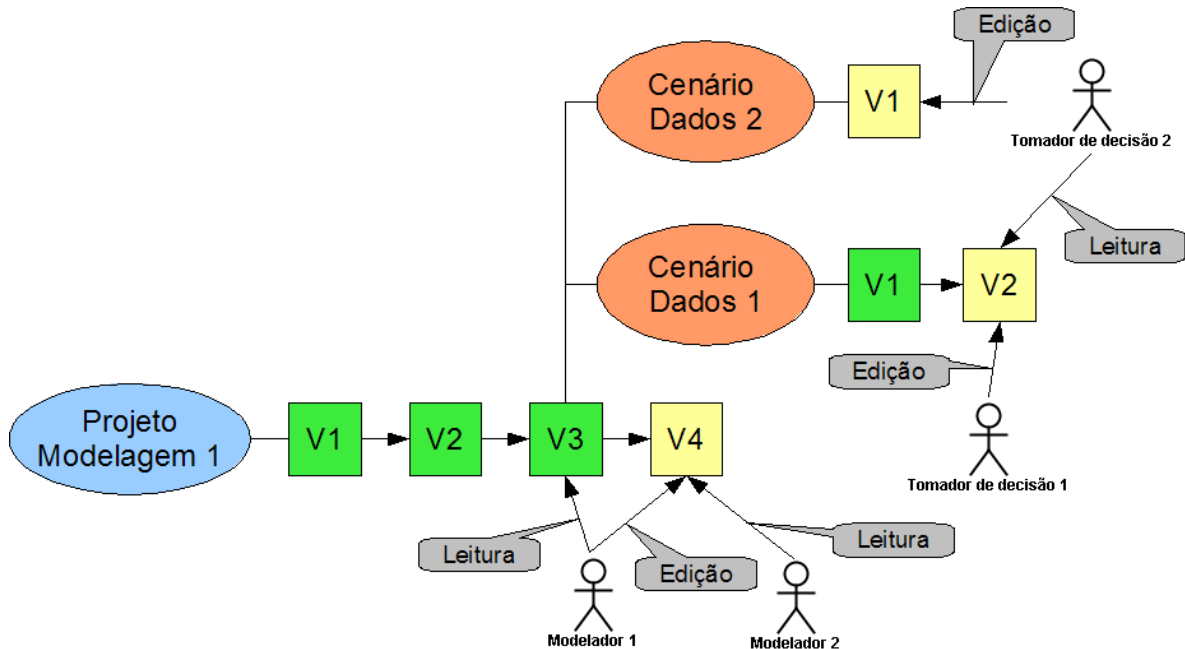 Edição
Cenário
Dados 2
V1
Tomador de decisão 2
Leitura
Cenário
Dados 1
V1
V2
Edição
Tomador de decisão 1
Projeto
Modelagem 1
V1
V2
V3
V4
Leitura
Edição
Leitura
Modelador 1
Modelador 2